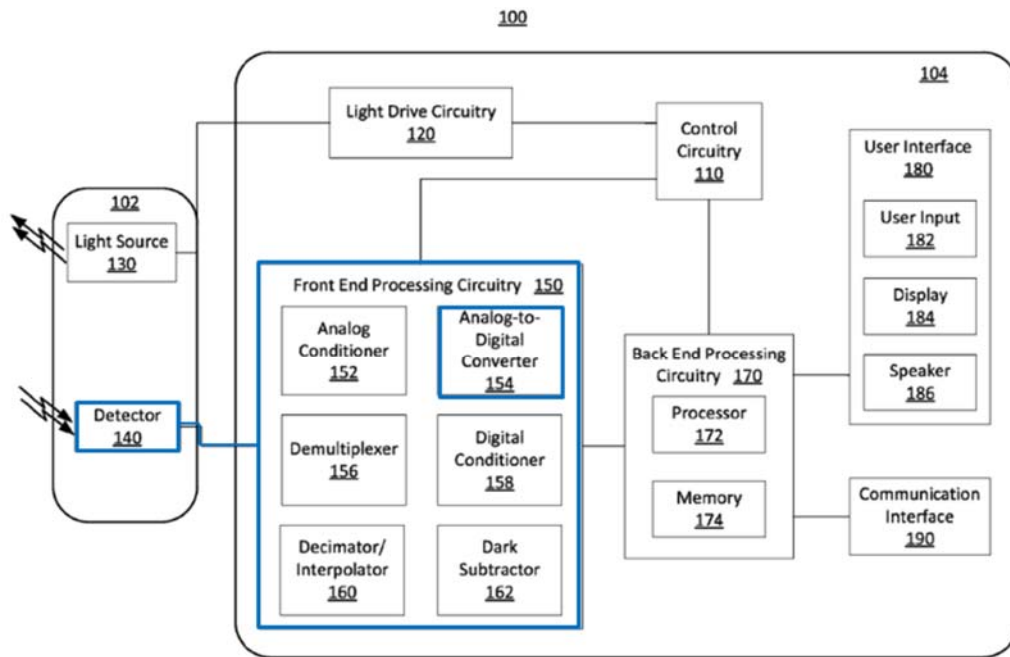 100
104
Light Drive Circuitry
120
Control
Circuitry
110
User Interface
180
User Input
182
Display
184
Speaker
186
102
Light Source
130
Detector
140
Front End Processing Circuitry 150
Analog
Conditioner
152
Analog-to-
Digital
Converter
154
Demultiplexer
156
Digital
Conditioner
158
Decimator/
Interpolator
160
Dark
Subtractor
162
Back End Processing
Circuitry 170
Processor
172
Memory
174
Communication
Interface
190